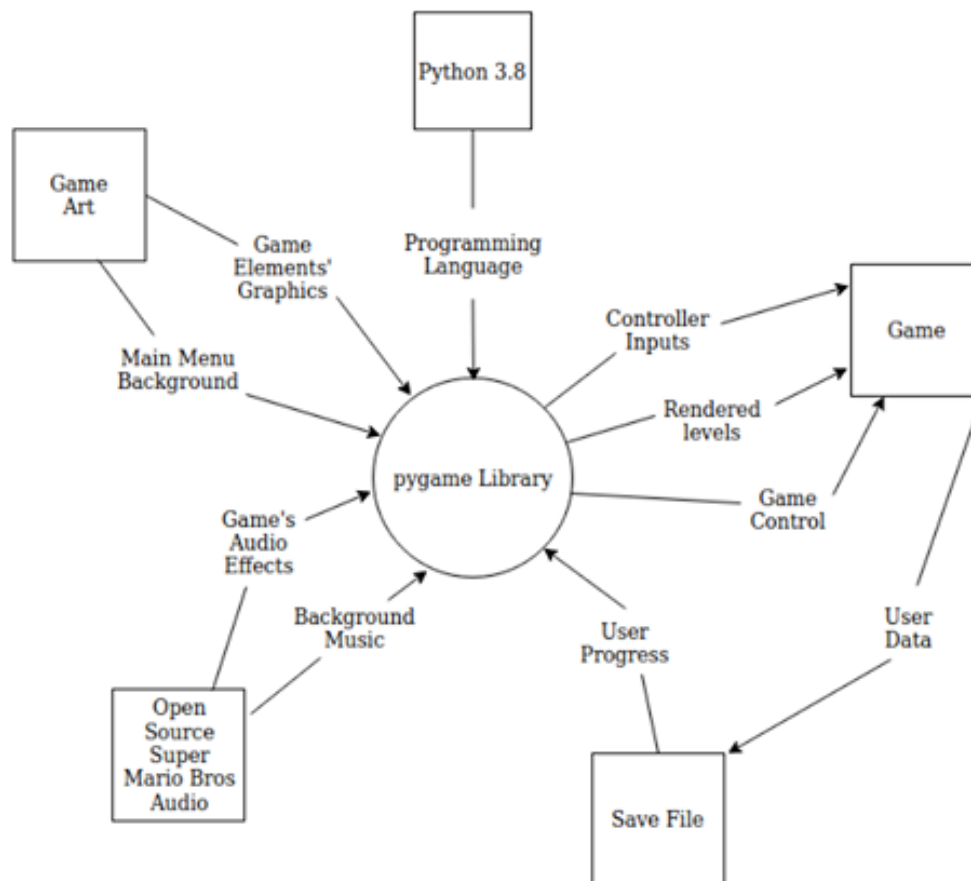 Python 3.8
Game
Art
Game
Elements'
Graphics
Programming
Language
Main Menu
Background
Controller
Inputs
Game
Rendered
levels
pygame Library
Game
Control
Game's
Audio
Effects
Background
Music
User
Progress
User
Data
Open
Source
Super
Mario Bros
Audio
Save File